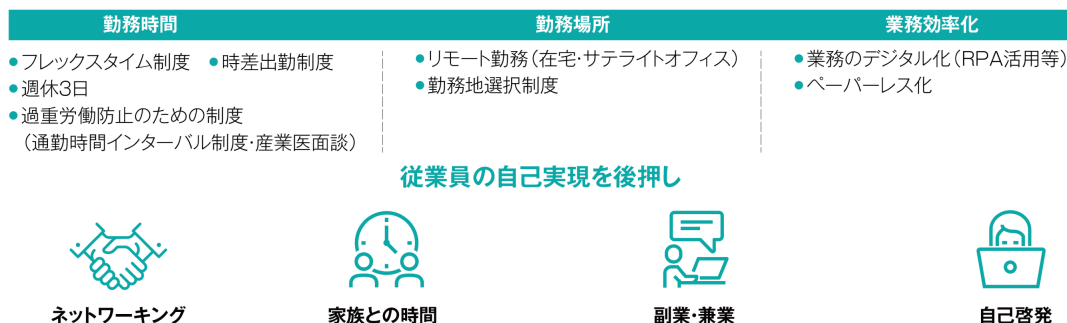 勤務時間
勤務場所
業務効率化
●フレックスタイム制度 ●時差出勤制度
●週休3日
●過重労働防止のための制度
（通勤時間インターバル制度・産業医面談）
●リモート勤務（在宅・サテライトオフィス）
●勤務地選択制度
●業務のデジタル化（RPA活用等）
●ペーパーレス化
従業員の自己実現を後押し
ネットワーキング
家族との時間
副業・兼業
自己啓発